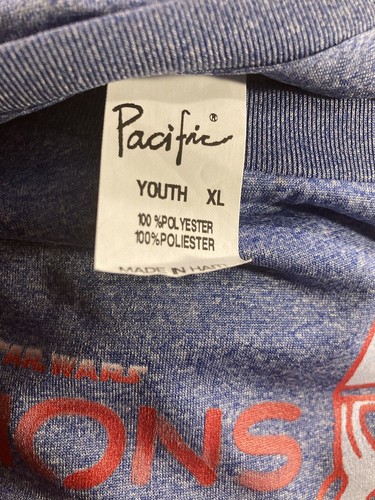 Pacific®
YOUTH XL
100 %POLYESTER
100%POLIESTER
MADE IN HAITI
STAR WARS
IONS